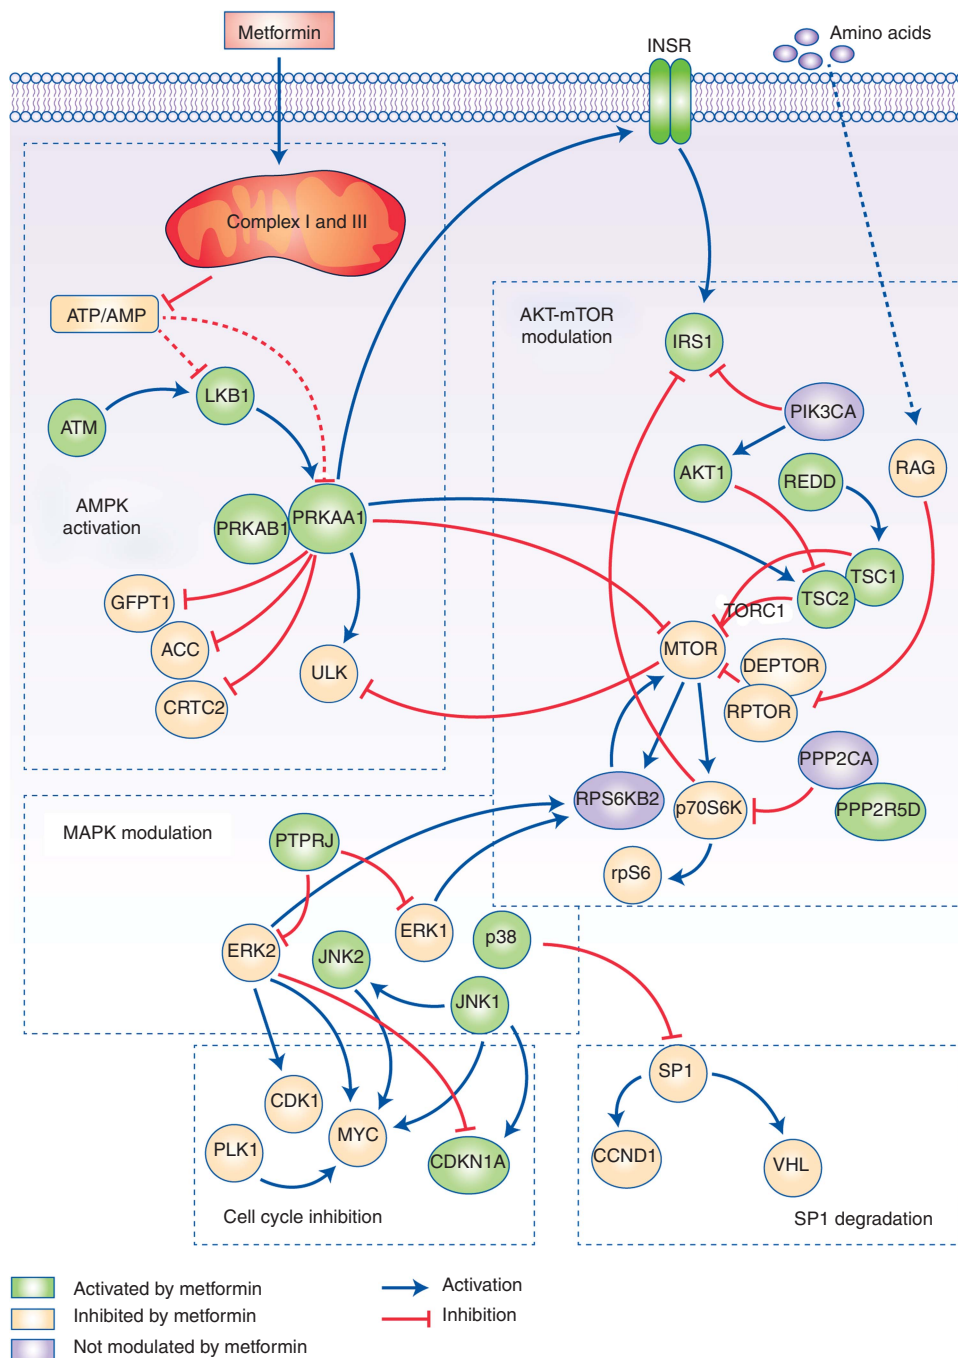 Metformin
INSR
Amino acids
Complex I and III
ATP/AMP
AKT-mTOR
modulation
IRS1
LKB1
ATM
PIK3CA
AKT1
REDD
RAG
AMPK
activation
PRKAB1
PRKAA1
TSC1
TSC2
TORC1
GFPT1
ACC
CRTC2
ULK
MTOR
DEPTOR
RPTOR
PPP2CA
PPP2R5D
RPS6KB2
p70S6K
rpS6
MAPK modulation
PTPRJ
ERK1
ERK2
JNK2
p38
JNK1
CDK1
MYC
PLK1
CDKN1A
Cell cycle inhibition
SP1
CCND1
VHL
SP1 degradation
Activated by metformin
Inhibited by metformin
Not modulated by metformin
Activation
Inhibition